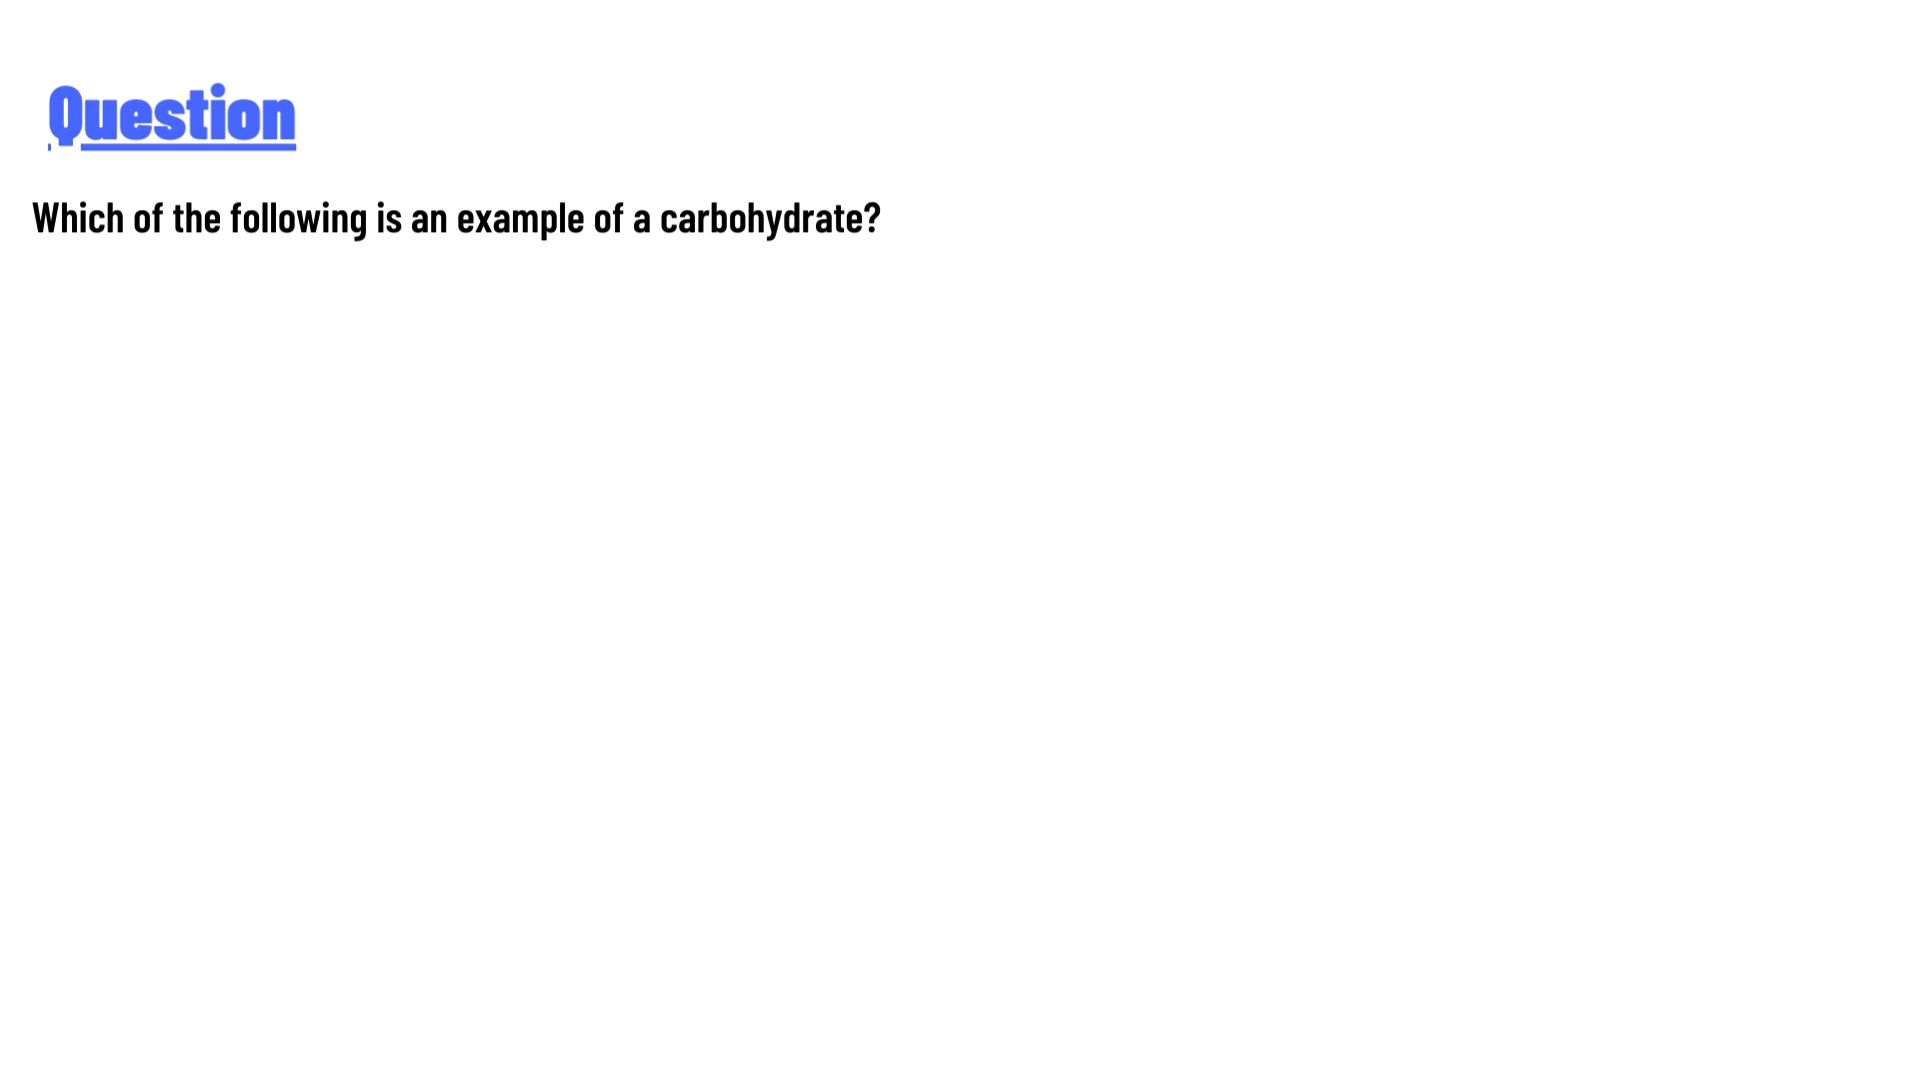 Question
Which of the following is an example of a carbohydrate?